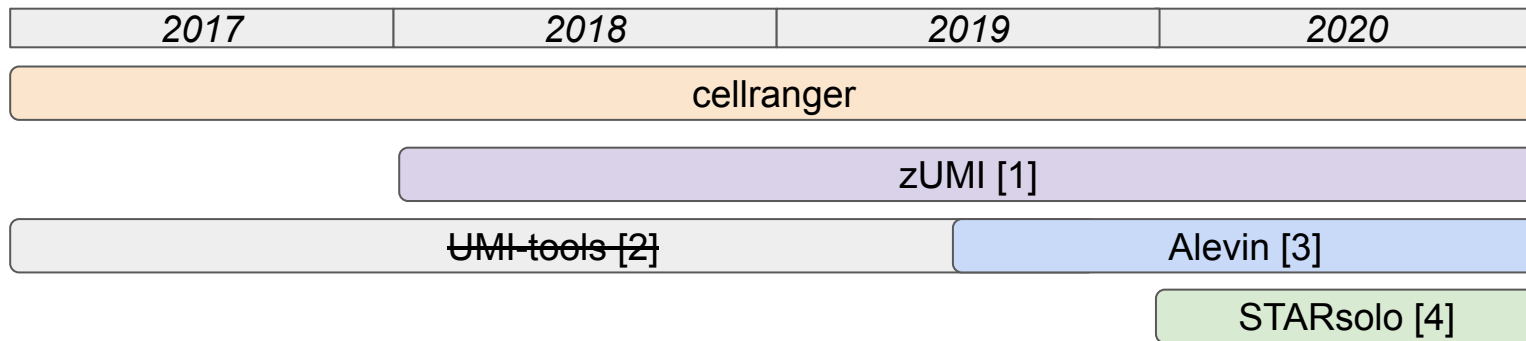 2017 2018 2019 2020
cellranger
zUMI [1]
UMI-tools [2] Alevin [3]
STARsolo [4]